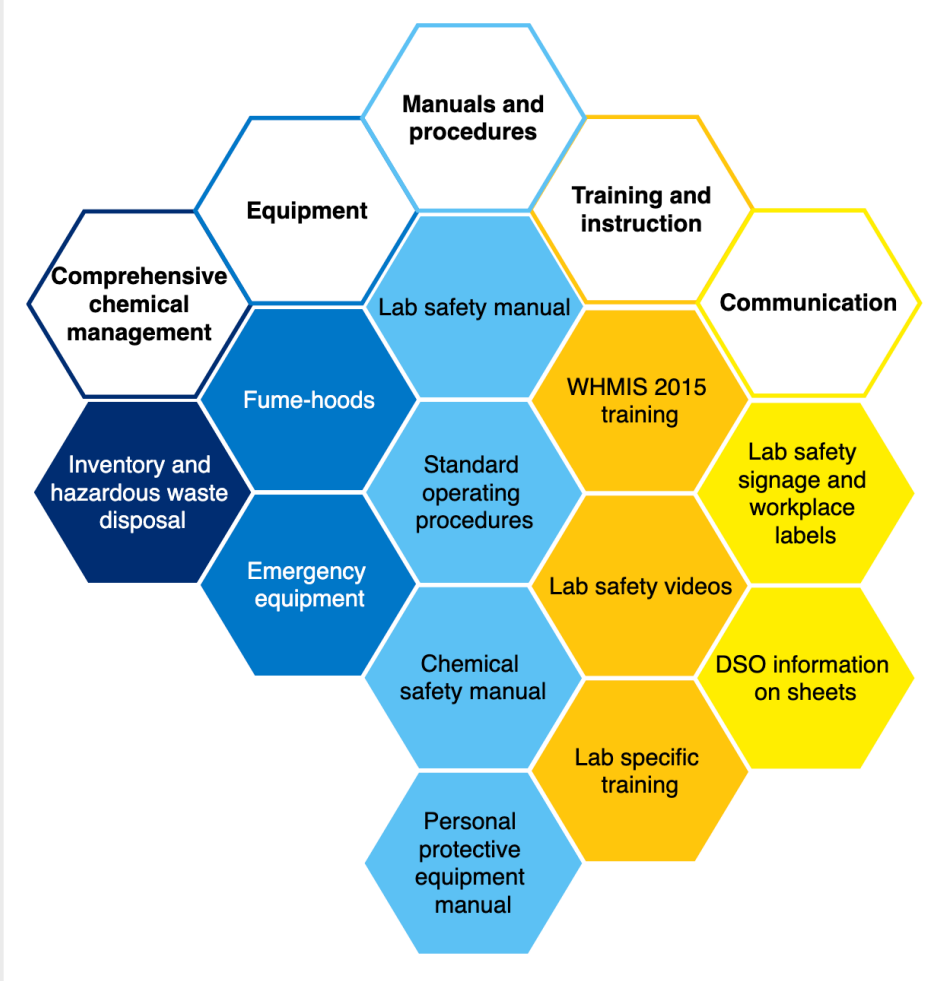 Manuals and
procedures
Equipment
Training and
instruction
Comprehensive
chemical
management
Communication
Lab safety manual
Fume-hoods
WHMIS 2015
training
Inventory and
hazardous waste
disposal
Standard
operating
procedures
Lab safety
signage and
workplace
labels
Emergency
equipment
Lab safety videos
Chemical
safety manual
DSO information
on sheets
Lab specific
training
Personal
protective
equipment
manual